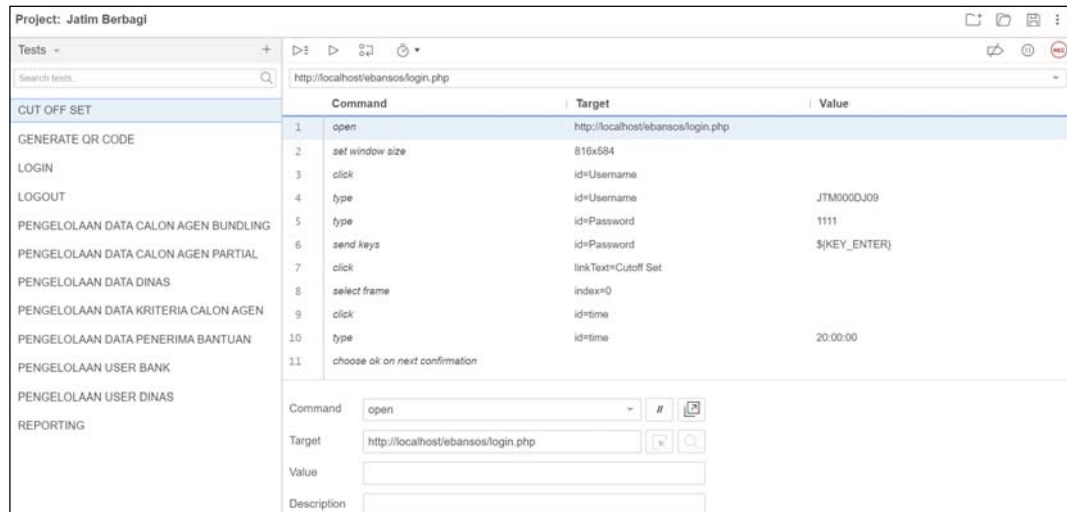 Project: Jatim Berbagi
Tests
Search tests...
CUT OFF SET
GENERATE QR CODE
LOGIN
LOGOUT
PENGELOLAAN DATA CALON AGEN BUNDLING
PENGELOLAAN DATA CALON AGEN PARTIAL
PENGELOLAAN DATA DINAS
PENGELOLAAN DATA KRITERIA CALON AGEN
PENGELOLAAN DATA PENERIMA BANTUAN
PENGELOLAAN USER BANK
PENGELOLAAN USER DINAS
REPORTING
REC
http://localhost/ebansos/login.php
Command Target Value
1 open http://localhost/ebansos/login.php
2 set window size 816x584
3 click id=Username
4 type id=Username JTM000DJ09
5 type id=Password 1111
6 send keys id=Password ${KEY_ENTER}
7 click linkText=Cutoff Set
8 select frame index=0
9 click id=time
10 type id=time 20:00:00
11 choose ok on next confirmation
Command open //
Target http://localhost/ebansos/login.php
Value
Description